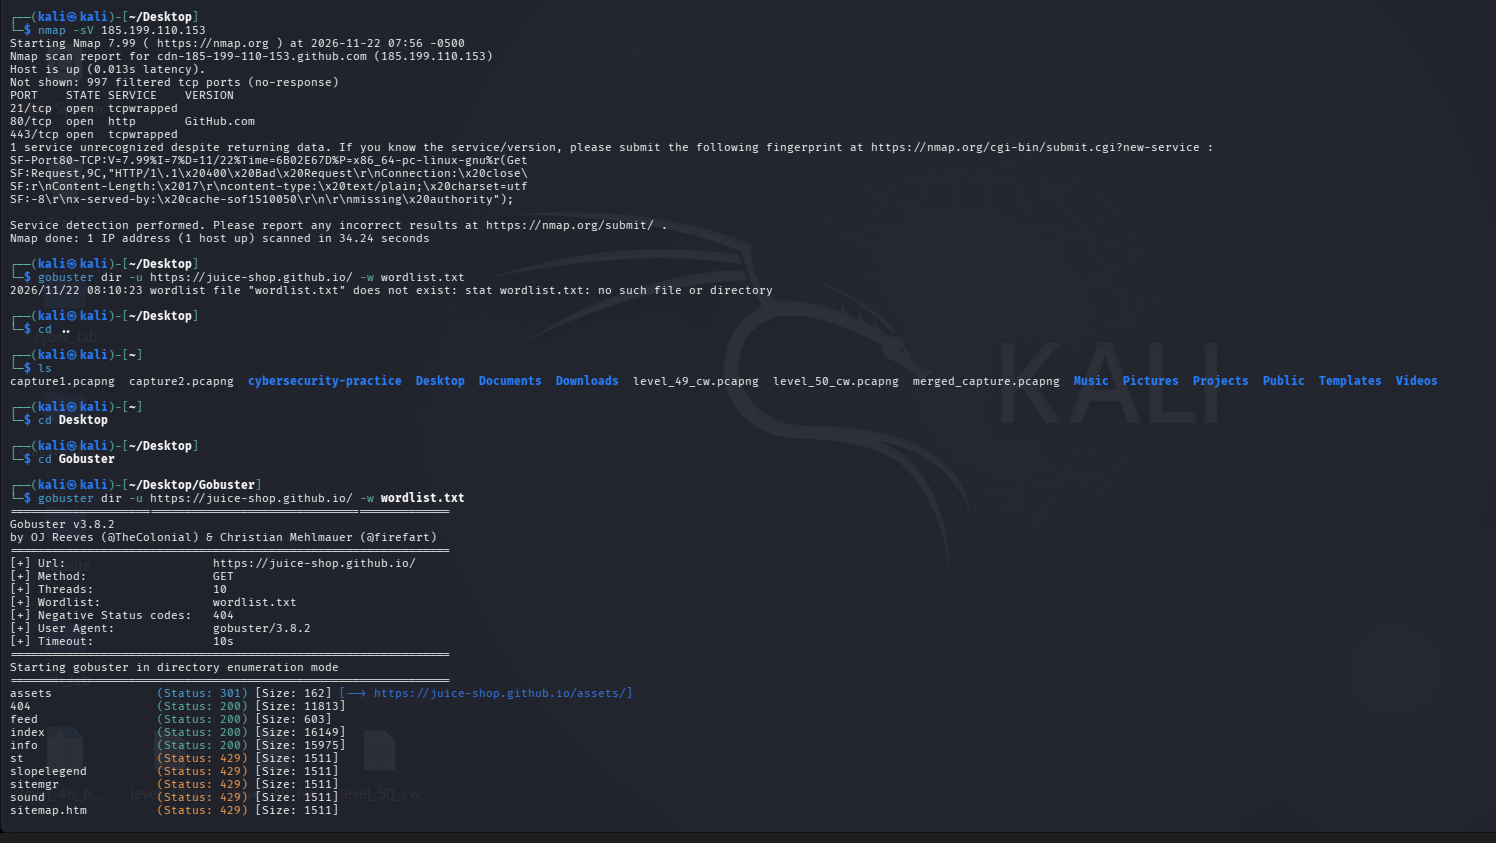 ┌──(kali㉿kali)-[~/Desktop]
└─$ nmap -sV 185.199.110.153
Starting Nmap 7.99 ( https://nmap.org ) at 2026-11-22 07:56 -0500
Nmap scan report for cdn-185-199-110-153.github.com (185.199.110.153)
Host is up (0.013s latency).
Not shown: 997 filtered tcp ports (no-response)
PORT    STATE SERVICE    VERSION
21/tcp  open  tcpwrapped
80/tcp  open  http       GitHub.com
443/tcp open  tcpwrapped
1 service unrecognized despite returning data. If you know the service/version, please submit the following fingerprint at https://nmap.org/cgi-bin/submit.cgi?new-service :
SF-Port80-TCP:V=7.99%I=7%D=11/22%Time=6B02E67D%P=x86_64-pc-linux-gnu%r(Get
SF:Request,9C,"HTTP/1\.1\x20400\x20Bad\x20Request\r\nConnection:\x20close\
SF:r\nContent-Length:\x2017\r\ncontent-type:\x20text/plain;\x20charset=utf
SF:-8\r\nx-served-by:\x20cache-sof1510050\r\n\r\nmissing\x20authority");
Service detection performed. Please report any incorrect results at https://nmap.org/submit/ .
Nmap done: 1 IP address (1 host up) scanned in 34.24 seconds
┌──(kali㉿kali)-[~/Desktop]
└─$ gobuster dir -u https://juice-shop.github.io/ -w wordlist.txt
2026/11/22 08:10:23 wordlist file "wordlist.txt" does not exist: stat wordlist.txt: no such file or directory
┌──(kali㉿kali)-[~/Desktop]
└─$ cd ..
cyber_lab
┌──(kali㉿kali)-[~]
└─$ ls
KALI
capture1.pcapng  capture2.pcapng  cybersecurity-practice  Desktop  Documents  Downloads  level_49_cw.pcapng  level_50_cw.pcapng  merged_capture.pcapng  Music  Pictures  Projects  Public  Templates  Videos
┌──(kali㉿kali)-[~]
└─$ cd Desktop
┌──(kali㉿kali)-[~/Desktop]
└─$ cd Gobuster
┌──(kali㉿kali)-[~/Desktop/Gobuster]
└─$ gobuster dir -u https://juice-shop.github.io/ -w wordlist.txt
===============================================================
Gobuster v3.8.2
by OJ Reeves (@TheColonial) & Christian Mehlmauer (@firefart)
===============================================================
[+] Url:                     https://juice-shop.github.io/
[+] Method:                  GET
[+] Threads:                 10
[+] Wordlist:                wordlist.txt
[+] Negative Status codes:   404
[+] User Agent:              gobuster/3.8.2
[+] Timeout:                 10s
===============================================================
Starting gobuster in directory enumeration mode
===============================================================
assets               (Status: 301) [Size: 162] [--> https://juice-shop.github.io/assets/]
404                  (Status: 200) [Size: 11813]
feed                 (Status: 200) [Size: 603]
index                (Status: 200) [Size: 16149]
info                 (Status: 200) [Size: 15975]
st                   (Status: 429) [Size: 1511]
slopelegend          (Status: 429) [Size: 1511]
sitemgr              (Status: 429) [Size: 1511]
sound                (Status: 429) [Size: 1511]
level_50_cw
sitemap.htm          (Status: 429) [Size: 1511]